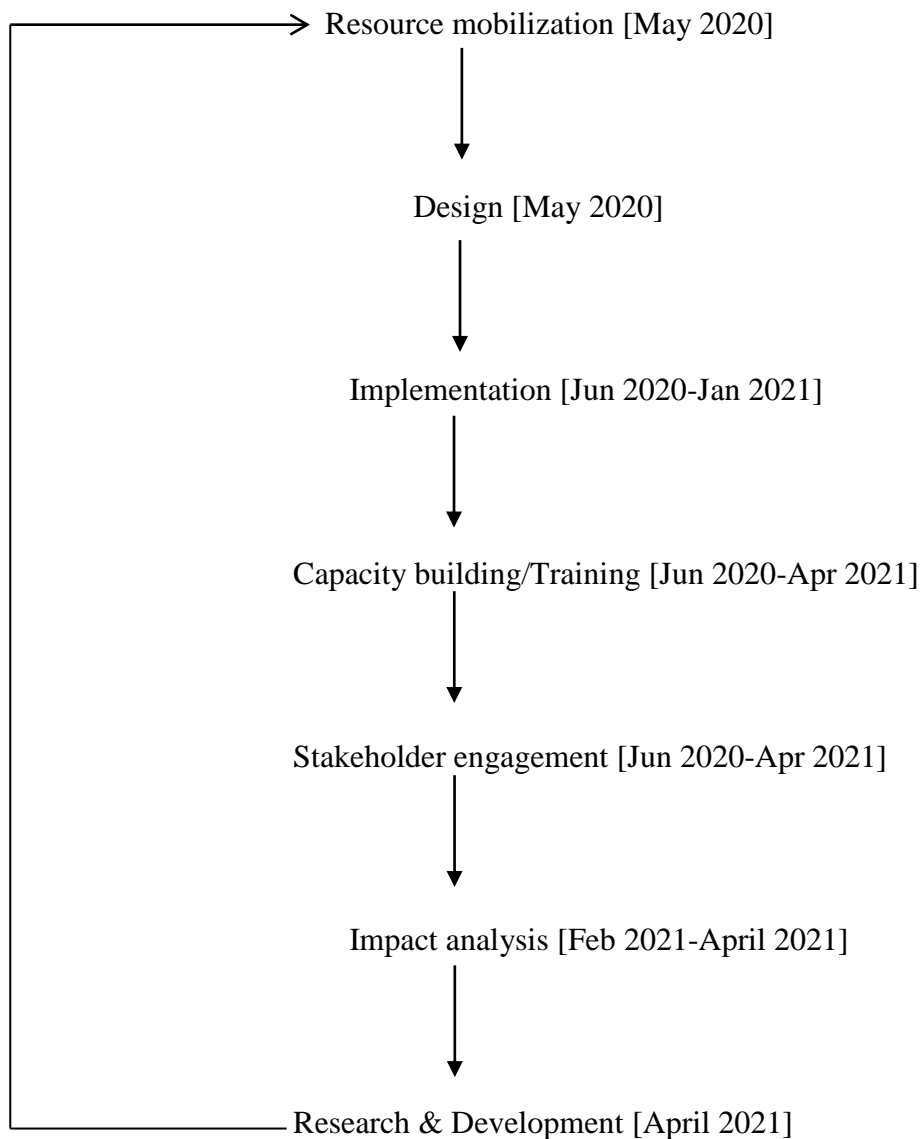 Resource mobilization [May 2020]
Design [May 2020]
Implementation [Jun 2020-Jan 2021]
Capacity building/Training [Jun 2020-Apr 2021]
Stakeholder engagement [Jun 2020-Apr 2021]
Impact analysis [Feb 2021-April 2021]
Research & Development [April 2021]